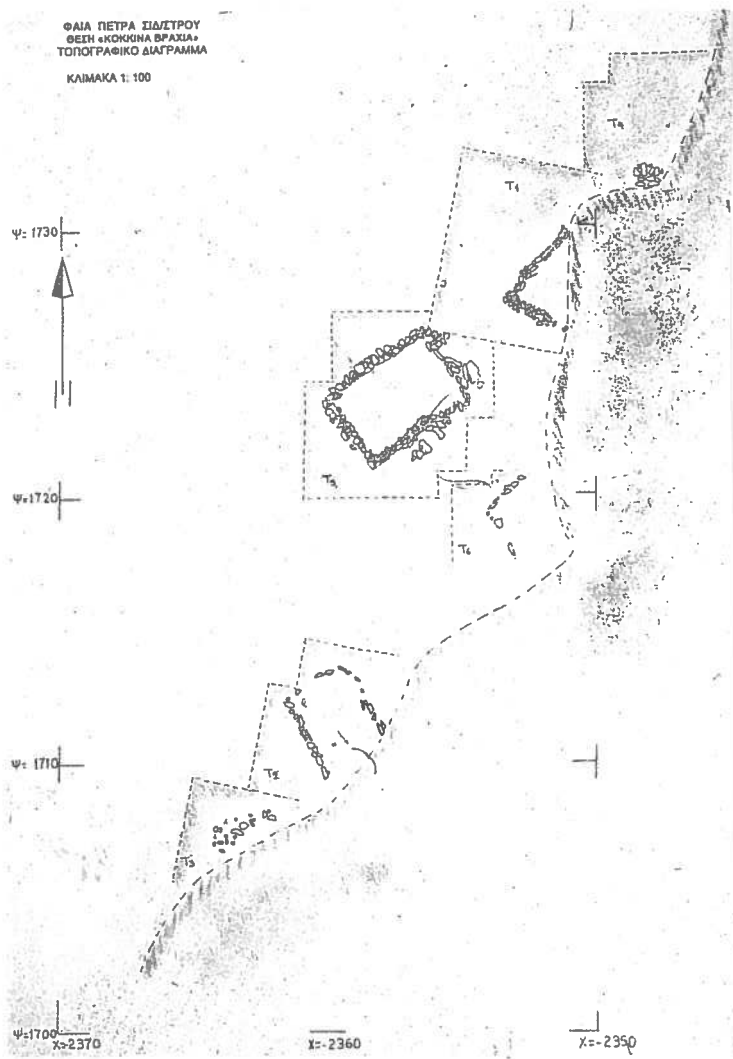 ΦΑΙΑ ΠΕΤΡΑ ΣΙΔ/ΣΤΡΟΥ
ΘΕΣΗ «ΚΟΚΚΙΝΑ ΒΡΑΧΙΑ»
ΤΟΠΟΓΡΑΦΙΚΟ ΔΙΑΓΡΑΜΜΑ
ΚΛΙΜΑΚΑ 1: 100
T4
T1
Ψ= 1730
T5
Ψ=1720
T6
Ψ= 1710
T2
T3
Ψ=1700
X=-2370
X=-2360
X=-2350